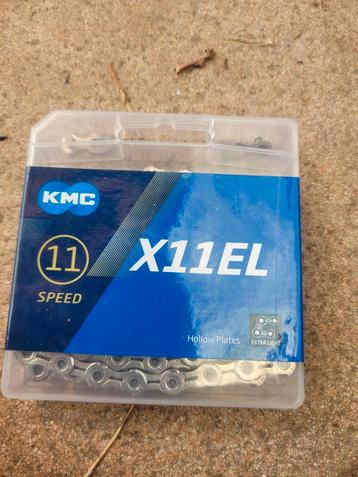 KMC
11
SPEED
X11EL
Hollow Plates
EXTRA LIGHT